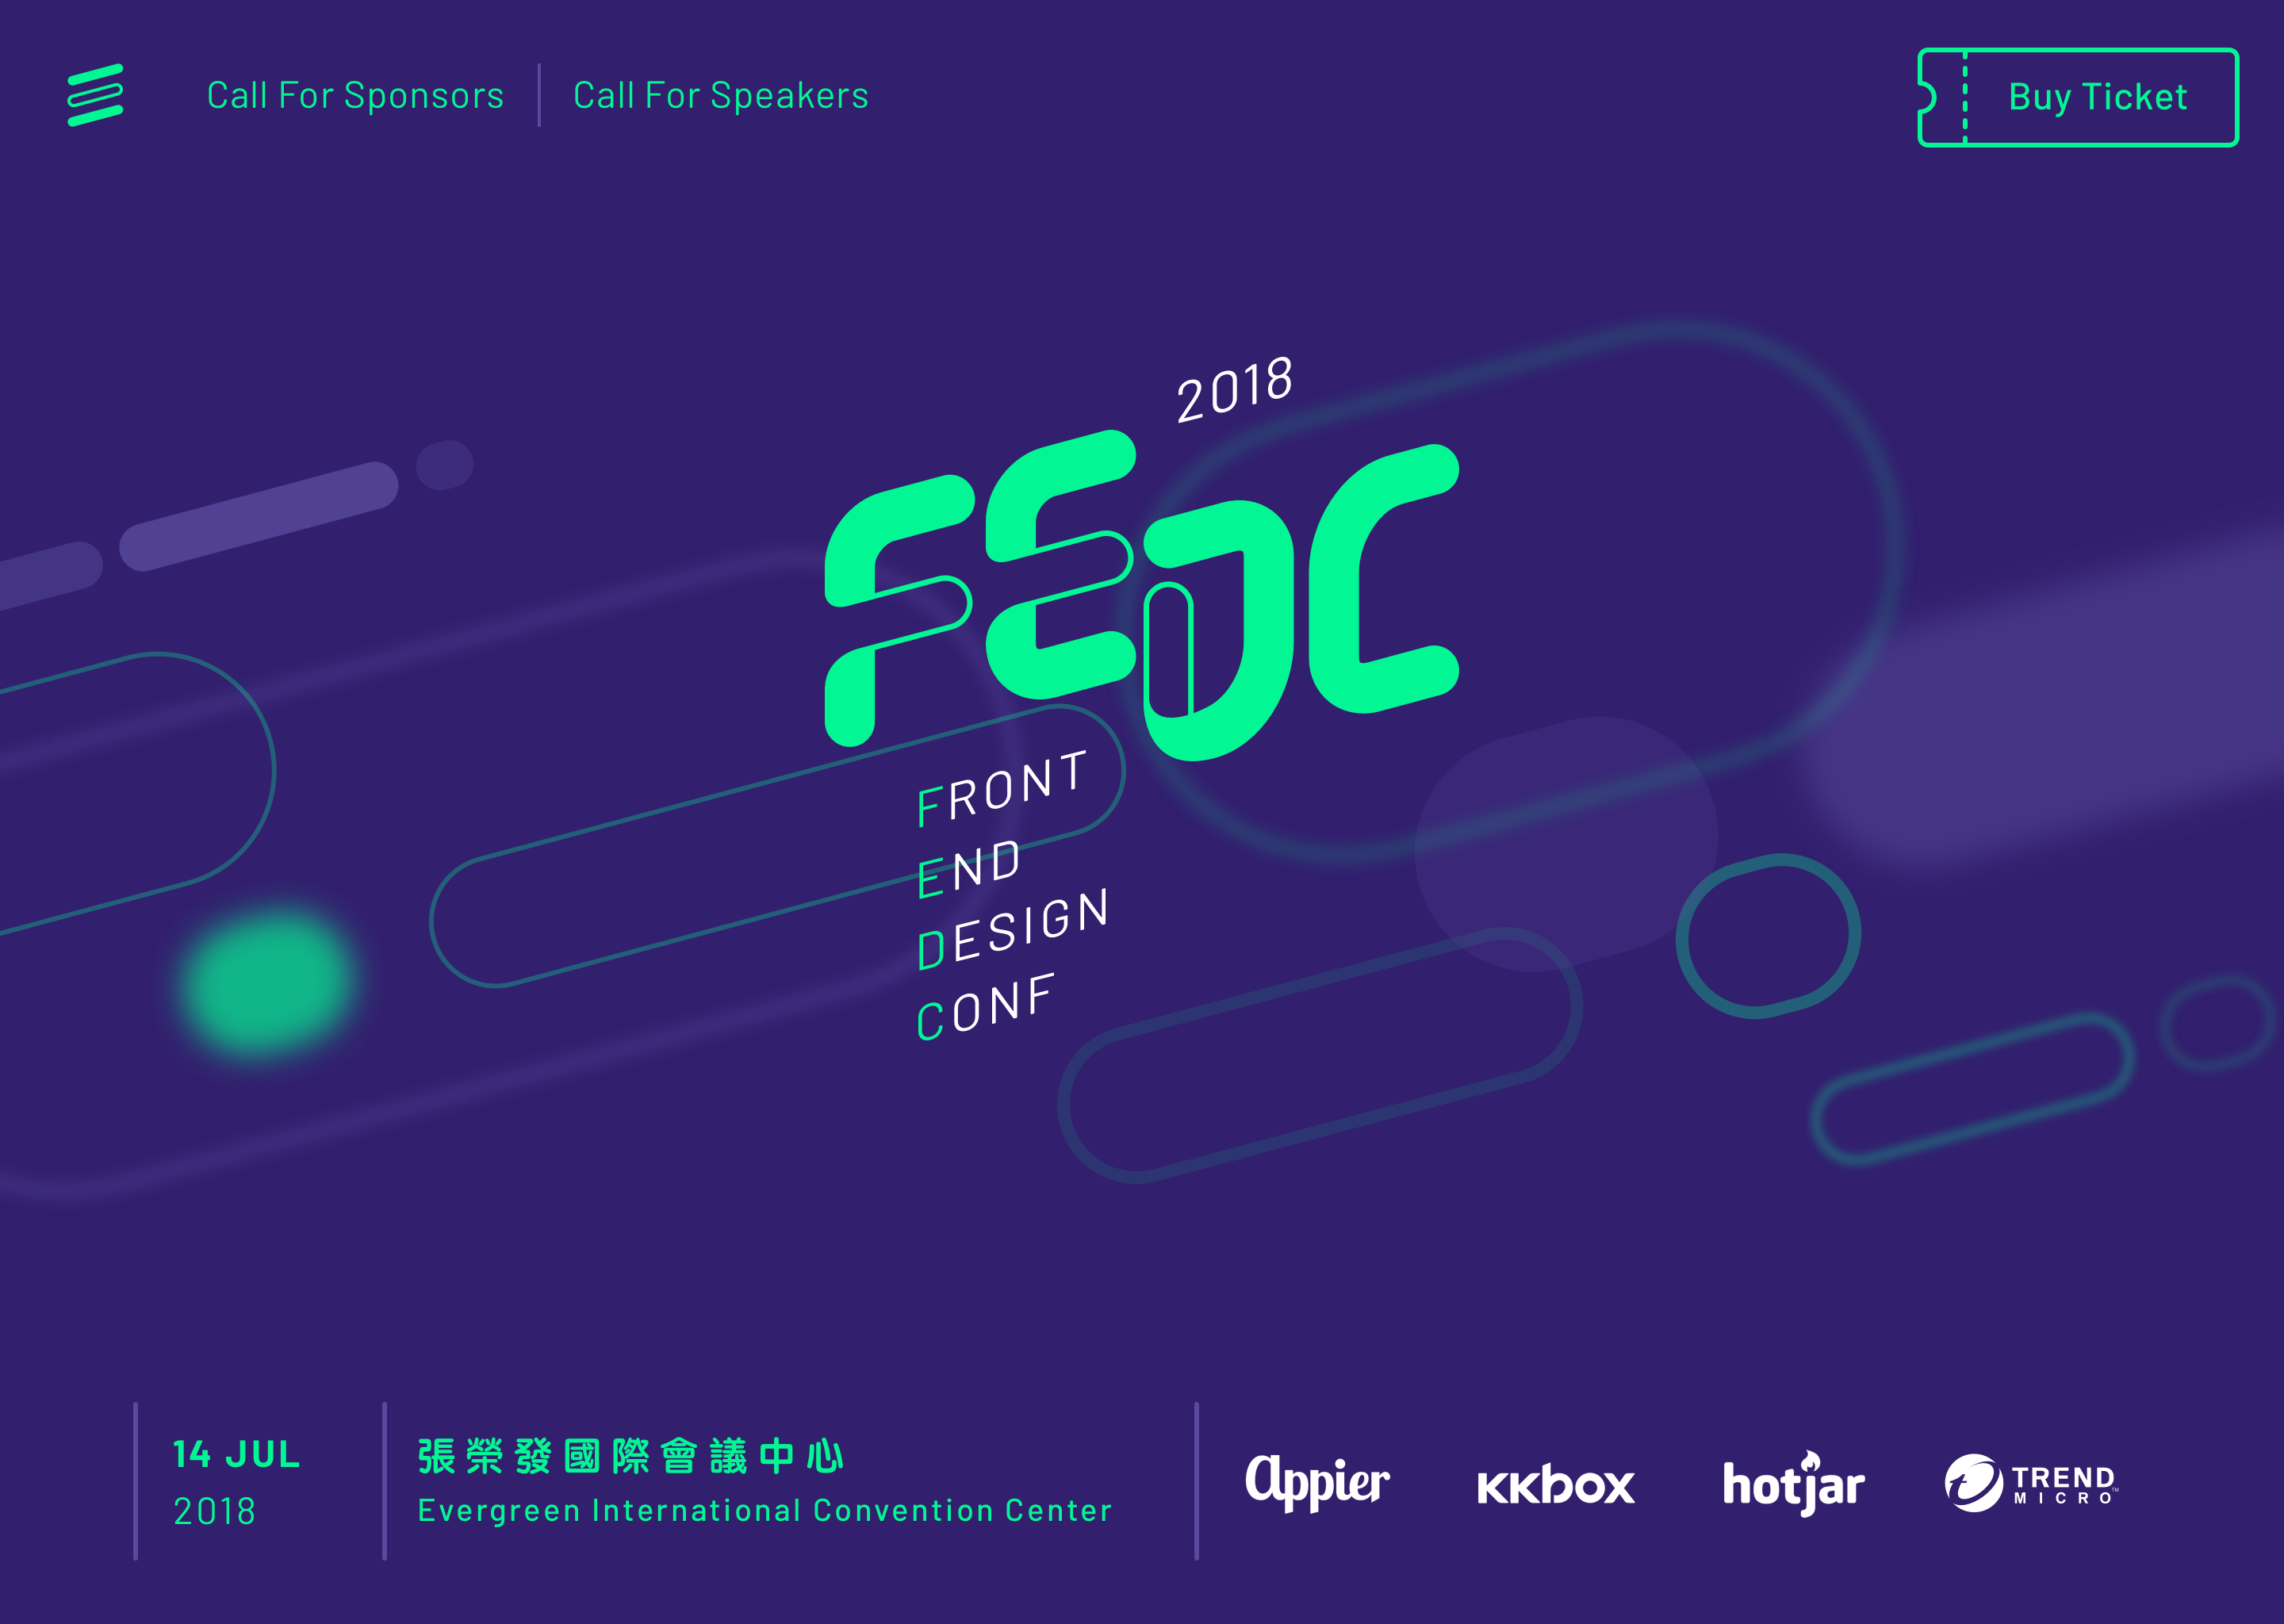 Call For Sponsors
Call For Speakers
Buy Ticket
2018
FEDC
FRONT
END
DESIGN
CONF
14 JUL
2018
張榮發國際會議中心
Evergreen International Convention Center
Appier
KKBOX
hotjar
TREND
MICRO™